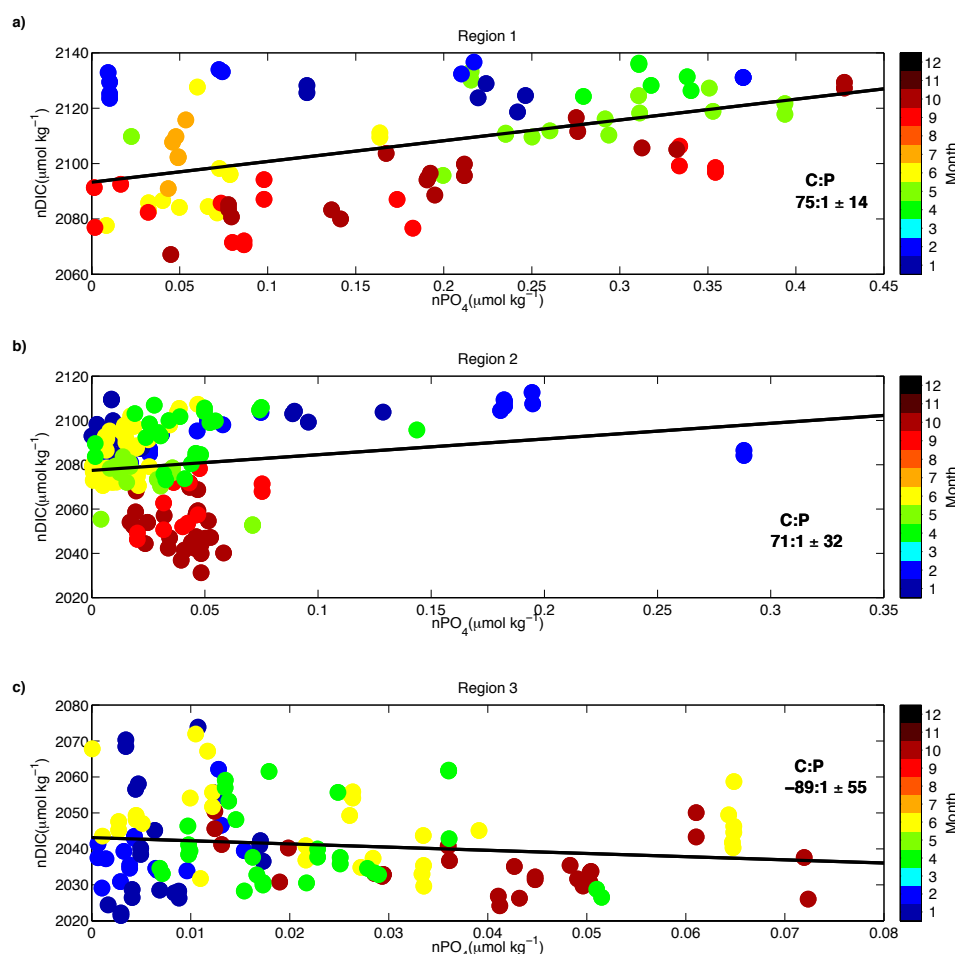 a)
Region 1
nDIC(μmol kg⁻¹)
2140
2120
2100
2080
2060
0 0.05 0.1 0.15 0.2 0.25 0.3 0.35 0.4 0.45
nPO₄(μmol kg⁻¹)
C:P
75:1 ± 14
12
11
10
9
8
7
6
5
4
3
2
1
Month
b)
Region 2
nDIC(μmol kg⁻¹)
2120
2100
2080
2060
2040
2020
0 0.05 0.1 0.15 0.2 0.25 0.3 0.35
nPO₄(μmol kg⁻¹)
C:P
71:1 ± 32
12
11
10
9
8
7
6
5
4
3
2
1
Month
c)
Region 3
nDIC(μmol kg⁻¹)
2080
2070
2060
2050
2040
2030
2020
0 0.01 0.02 0.03 0.04 0.05 0.06 0.07 0.08
nPO₄(μmol kg⁻¹)
C:P
−89:1 ± 55
12
11
10
9
8
7
6
5
4
3
2
1
Month